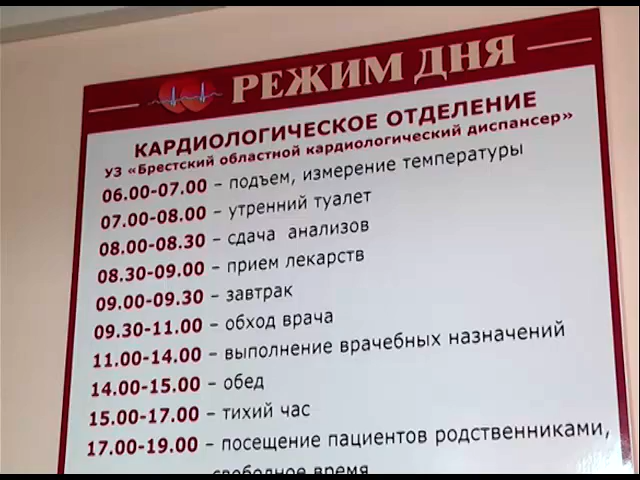 РЕЖИМ ДНЯ
КАРДИОЛОГИЧЕСКОЕ ОТДЕЛЕНИЕ
УЗ «Брестский областной кардиологический диспансер»
06.00-07.00 – подъем, измерение температуры
07.00-08.00 – утренний туалет
08.00-08.30 – сдача анализов
08.30-09.00 – прием лекарств
09.00-09.30 – завтрак
09.30-11.00 – обход врача
11.00-14.00 – выполнение врачебных назначений
14.00-15.00 – обед
15.00-17.00 – тихий час
17.00-19.00 – посещение пациентов родственниками,
свободное время